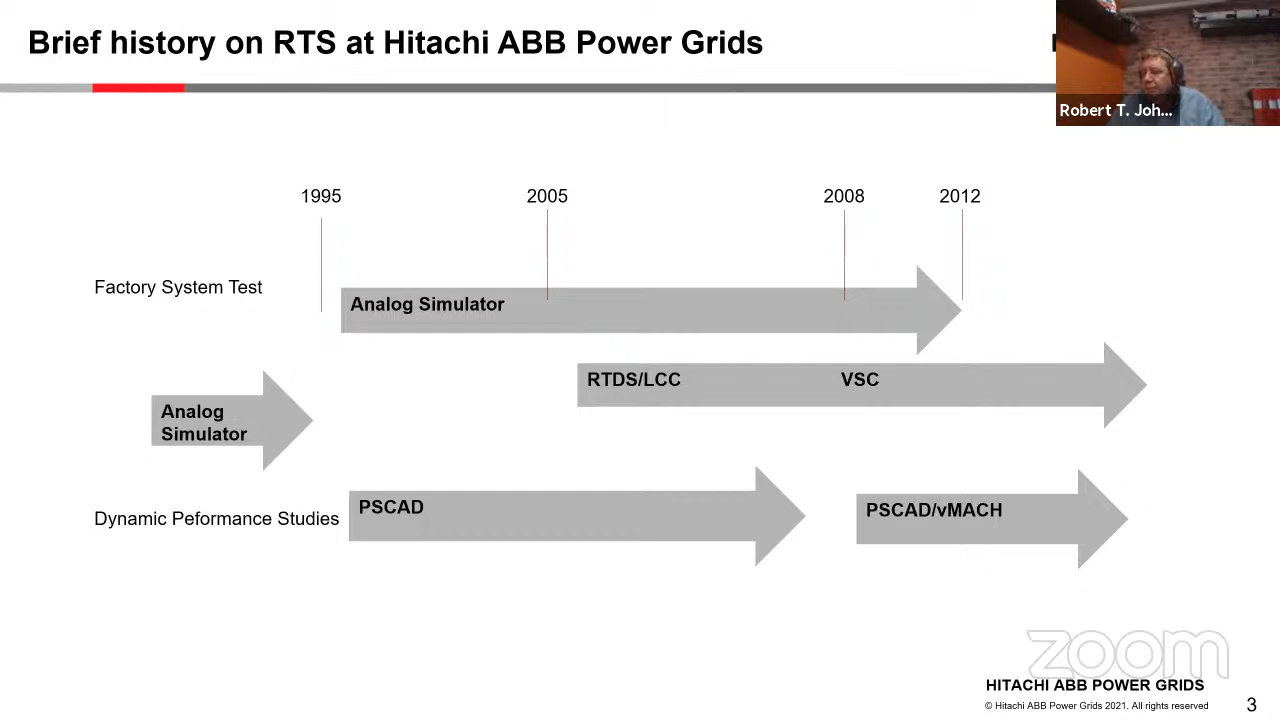 Brief history on RTS at Hitachi ABB Power Grids
Robert T. Joh...
1995
2005
2008
2012
Factory System Test
Analog Simulator
RTDS/LCC
VSC
Analog
Simulator
Dynamic Peformance Studies
PSCAD
PSCAD/vMACH
zoom
HITACHI ABB POWER GRIDS
© Hitachi ABB Power Grids 2021. All rights reserved
3